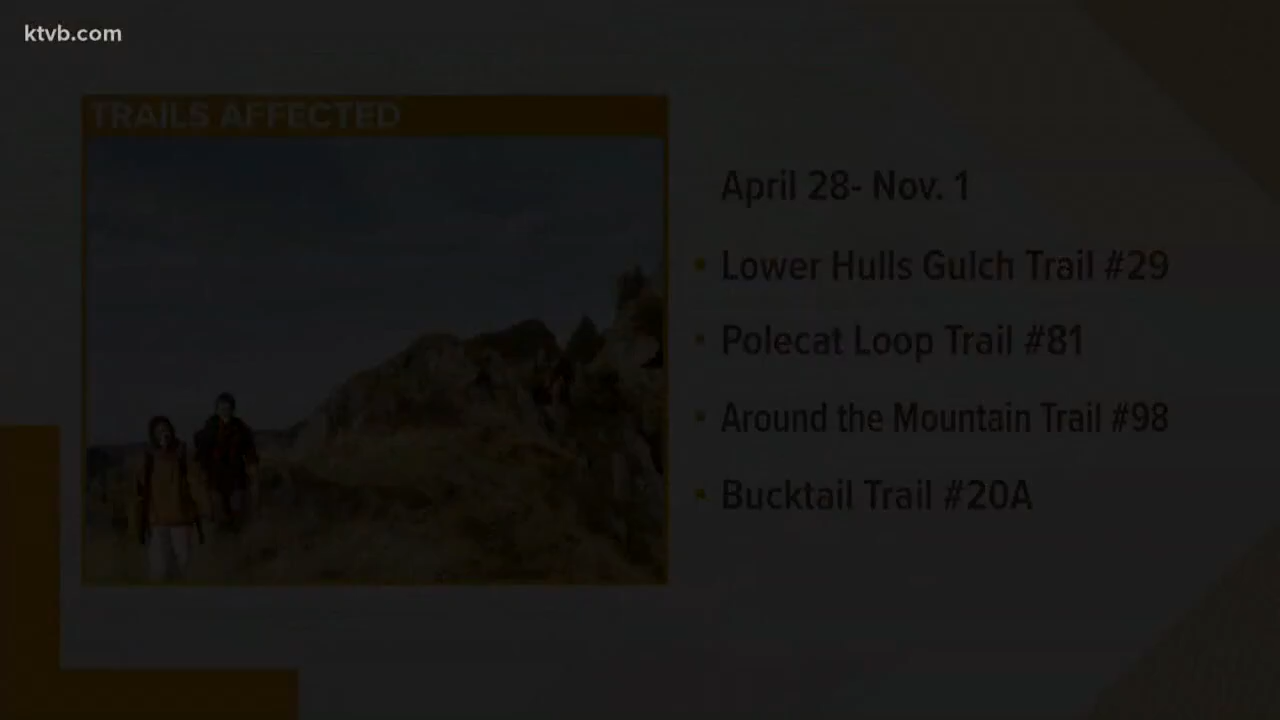 ktvb.com
TRAILS AFFECTED
April 28- Nov. 1
Lower Hulls Gulch Trail #29
Polecat Loop Trail #81
Around the Mountain Trail #98
Bucktail Trail #20A